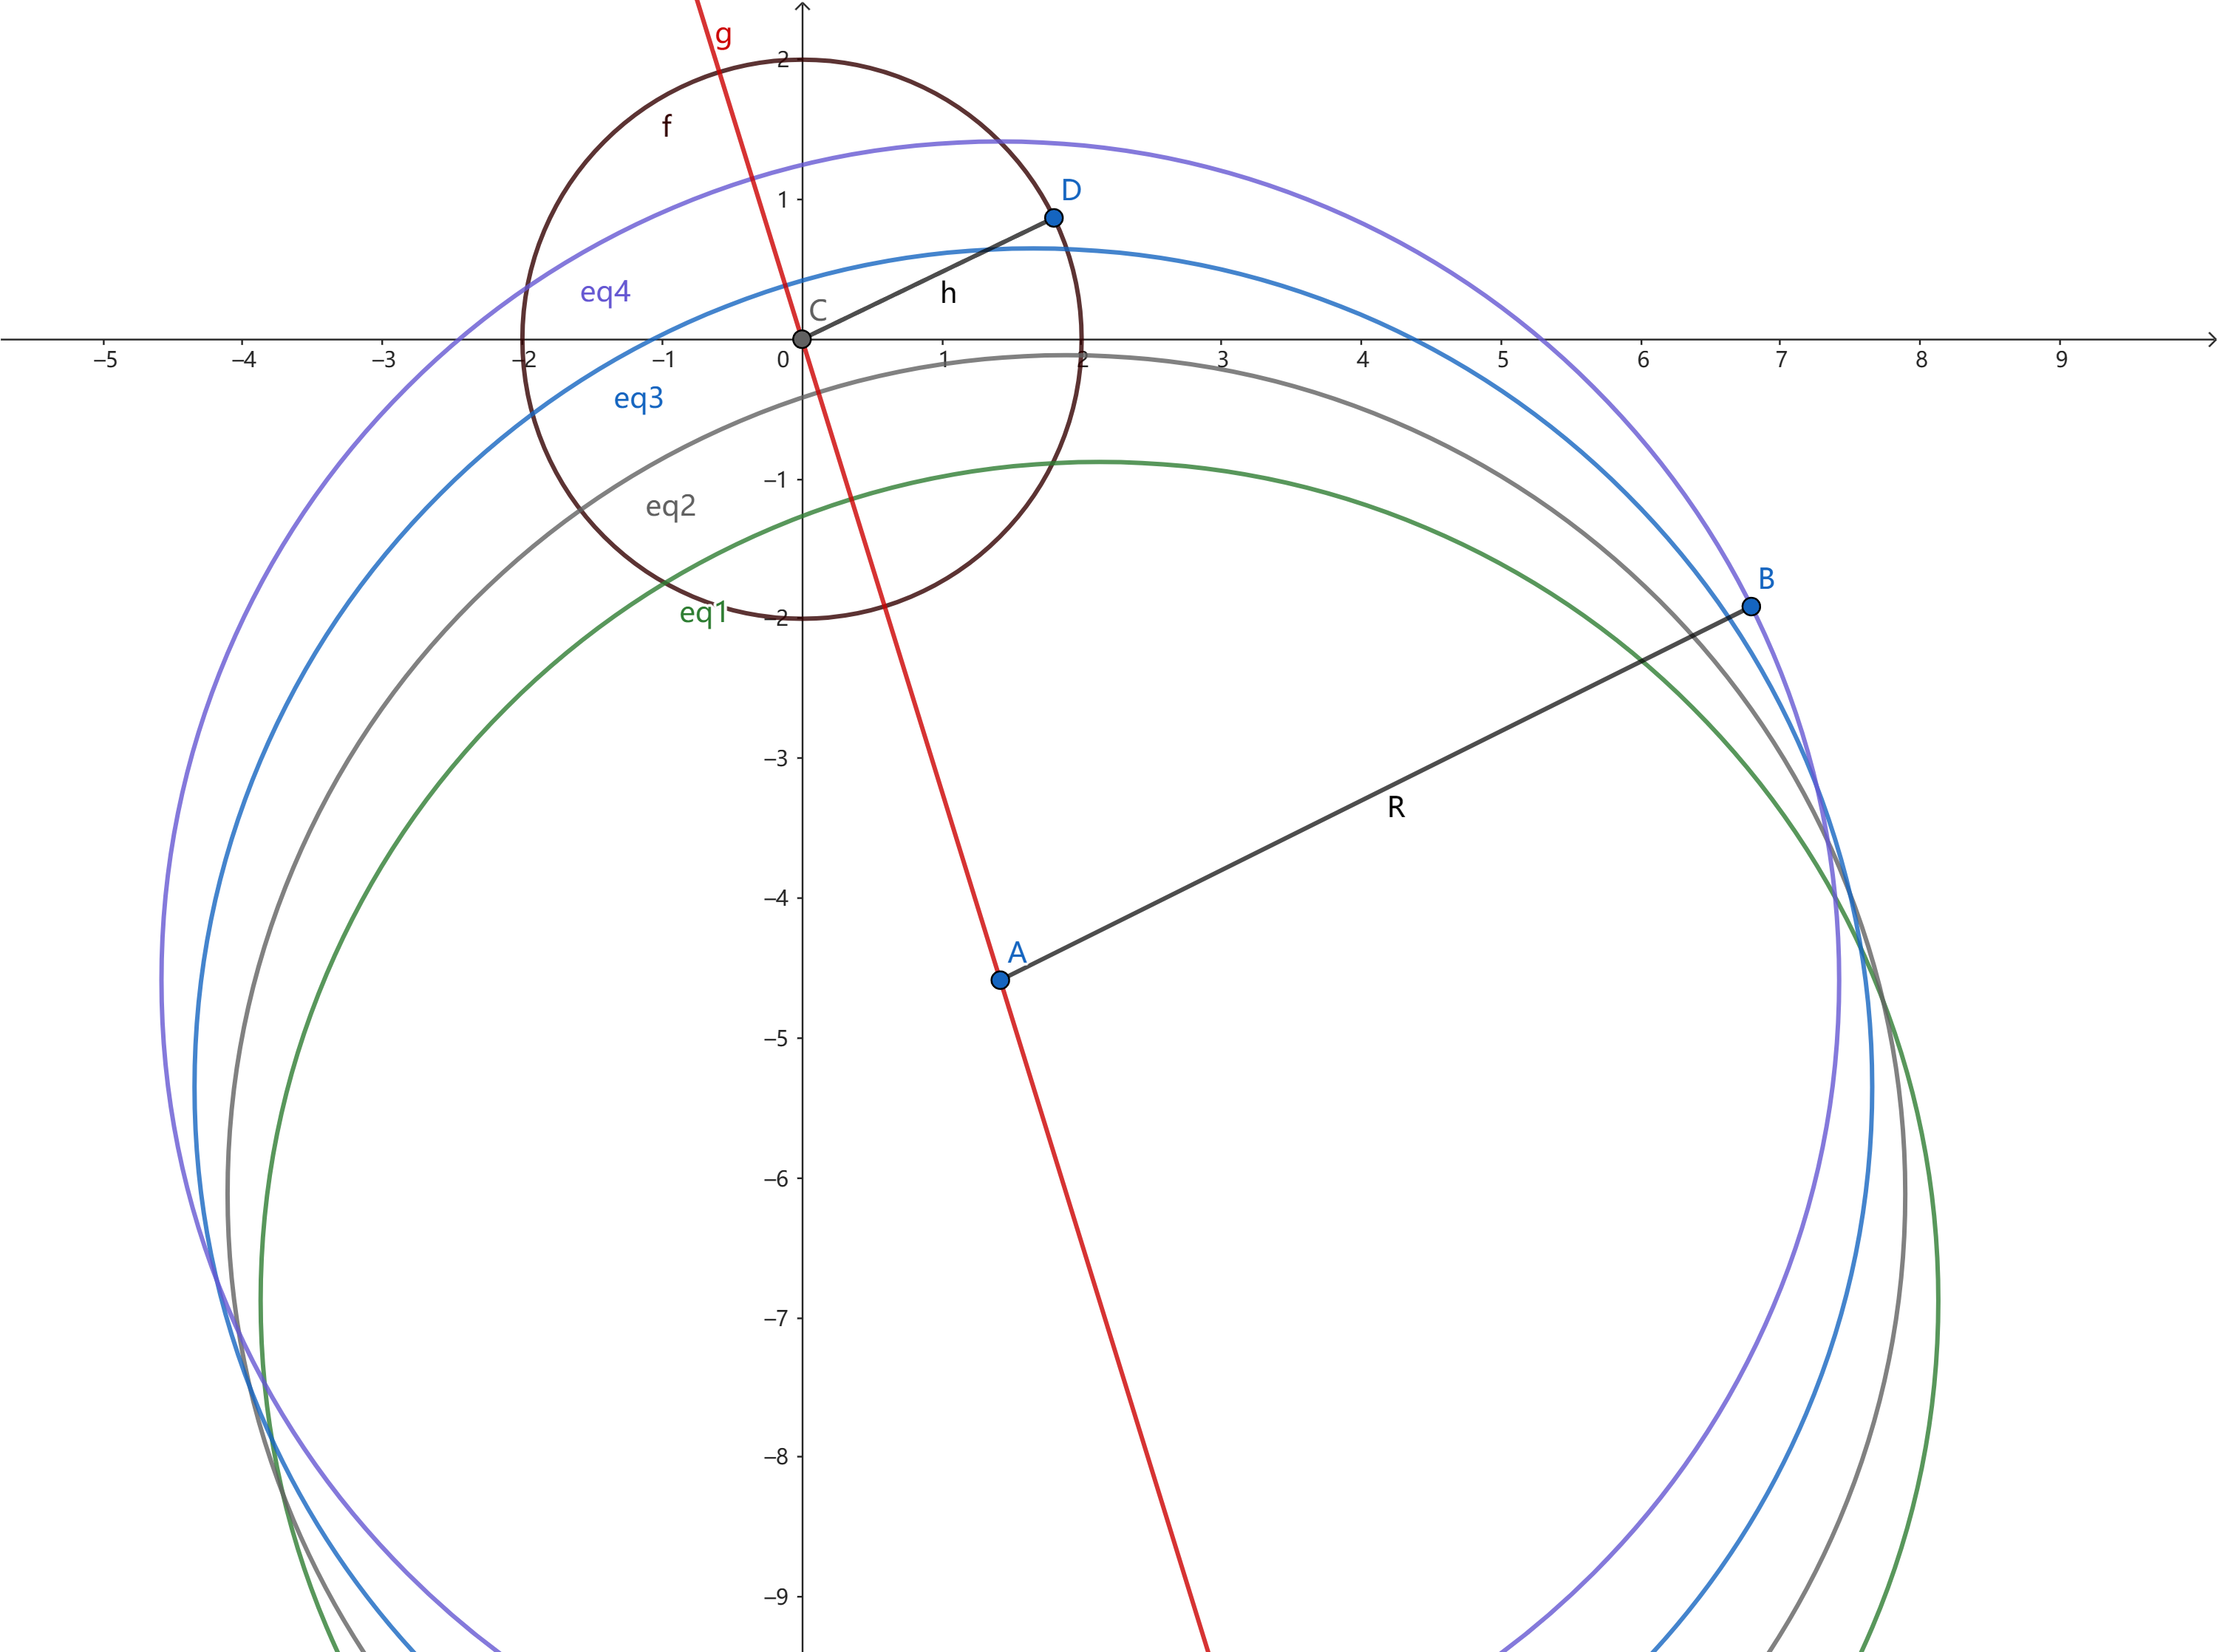 g
2
f
D
1
eq4
h
C
–5 –4 –3 –2 –1 0 1 2 3 4 5 6 7 8 9
eq3
–1
eq2
B
eq1
–2
–3
R
–4
A
–5
–6
–7
–8
–9